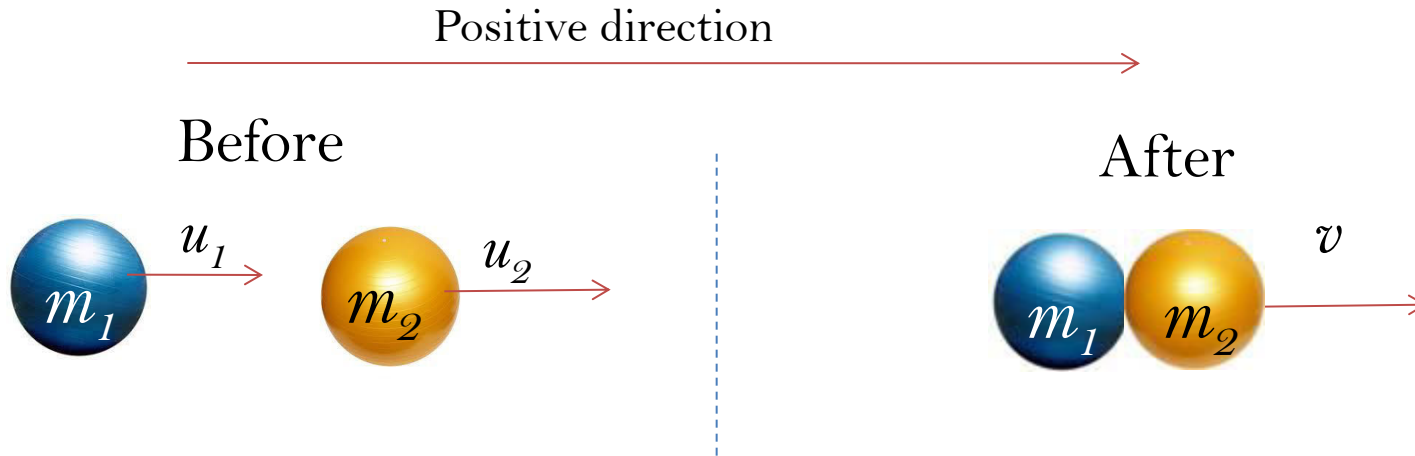 Positive direction
Before
After
u₁
u₂
v
m₁
m₂
m₁
m₂